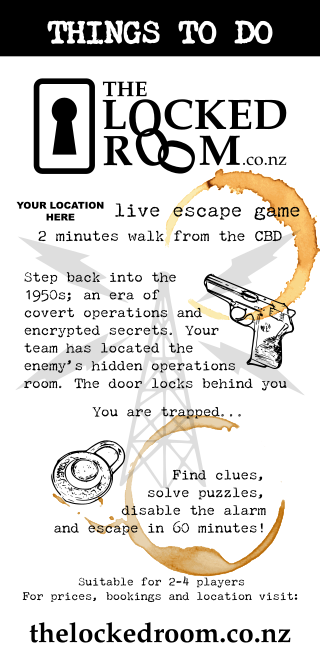 THINGS TO DO
THE
LOCKED
ROOM.co.nz
YOUR LOCATION
HERE
live escape game
2 minutes walk from the CBD
Step back into the
1950s; an era of
covert operations and
encrypted secrets. Your
team has located the
enemy's hidden operations
room. The door locks behind you
You are trapped...
Find clues,
solve puzzles,
disable the alarm
and escape in 60 minutes!
Suitable for 2-4 players
For prices, bookings and location visit:
thelockedroom.co.nz